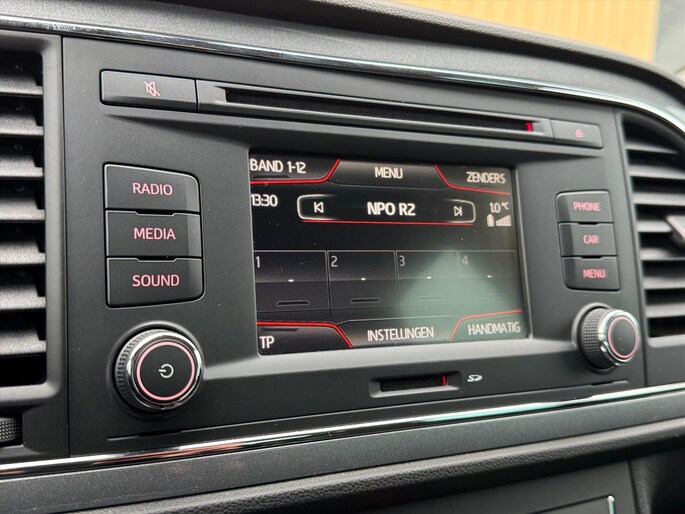 BAND 1-12 MENU ZENDERS
13:30 NPO R2 1.0 °C
1 2 3 4
TP INSTELLINGEN HANDMATIG
RADIO
MEDIA
SOUND
PHONE
CAR
MENU
SD